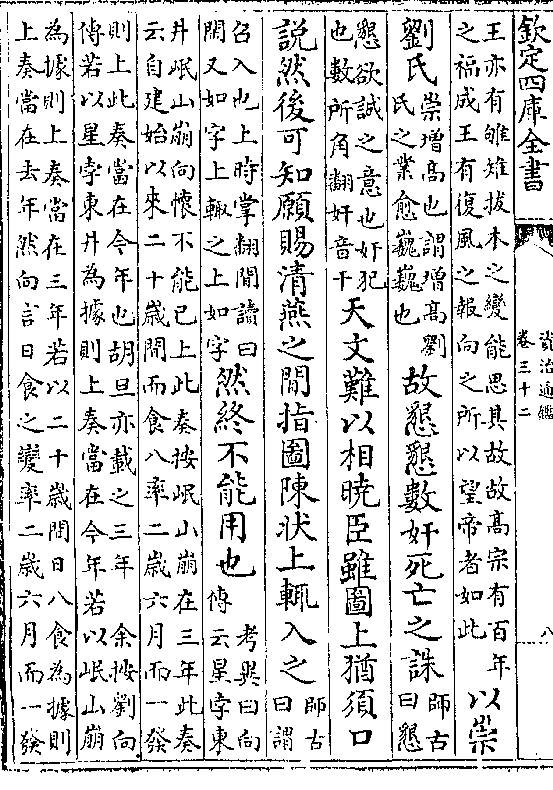 欽定四庫全書
資治通鑑
卷三十二
八
王亦有雊雉拔木之變能思其故故高宗有百年
之福成王有復風之報向之所以望帝者如此
以崇
劉氏
崇增高也謂增高劉
氏之業愈巍巍也
故懇懇數奸死亡之誅
師古
曰懇
懇欲誠之意也奸犯
也數所角翻奸音干
天文難以相曉臣雖圖上猶須口
說然後可知願賜清燕之閒指圖陳狀上輒入之
師古
曰謂
召入也上時掌翻閒讀曰
閑又如字上輒之上如字
然終不能用也
考異曰向
傳云星孛東
井岷山崩向懷不能已上此奏按岷山崩在三年此奏
云自建始以來二十歲閒而食八率二歲六月而一發
則上此奏當在今年也胡旦亦載之三年 余按劉向
傳若以星孛東井為據則上奏當在今年若以岷山崩
為據則上奏當在三年若以二十歲閒日八食為據則
上奏當在去年然向言日食之變率二歲六月而一發